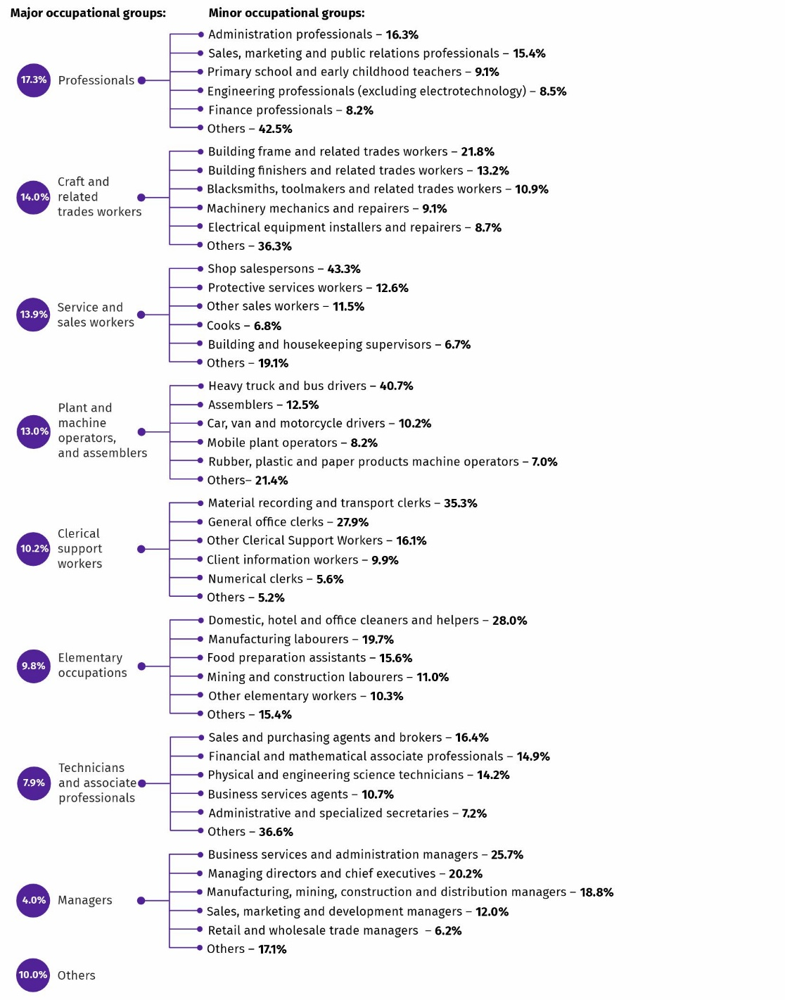 Major occupational groups:
Minor occupational groups:
17.3%
Professionals
Administration professionals – 16.3%
Sales, marketing and public relations professionals – 15.4%
Primary school and early childhood teachers – 9.1%
Engineering professionals (excluding electrotechnology) – 8.5%
Finance professionals – 8.2%
Others – 42.5%
14.0%
Craft and
related
trades workers
Building frame and related trades workers – 21.8%
Building finishers and related trades workers – 13.2%
Blacksmiths, toolmakers and related trades workers – 10.9%
Machinery mechanics and repairers – 9.1%
Electrical equipment installers and repairers – 8.7%
Others – 36.3%
13.9%
Service and
sales workers
Shop salespersons – 43.3%
Protective services workers – 12.6%
Other sales workers – 11.5%
Cooks – 6.8%
Building and housekeeping supervisors – 6.7%
Others – 19.1%
13.0%
Plant and
machine
operators,
and assemblers
Heavy truck and bus drivers – 40.7%
Assemblers – 12.5%
Car, van and motorcycle drivers – 10.2%
Mobile plant operators – 8.2%
Rubber, plastic and paper products machine operators – 7.0%
Others– 21.4%
10.2%
Clerical
support
workers
Material recording and transport clerks – 35.3%
General office clerks – 27.9%
Other Clerical Support Workers – 16.1%
Client information workers – 9.9%
Numerical clerks – 5.6%
Others – 5.2%
9.8%
Elementary
occupations
Domestic, hotel and office cleaners and helpers – 28.0%
Manufacturing labourers – 19.7%
Food preparation assistants – 15.6%
Mining and construction labourers – 11.0%
Other elementary workers – 10.3%
Others – 15.4%
7.9%
Technicians
and associate
professionals
Sales and purchasing agents and brokers – 16.4%
Financial and mathematical associate professionals – 14.9%
Physical and engineering science technicians – 14.2%
Business services agents – 10.7%
Administrative and specialized secretaries – 7.2%
Others – 36.6%
4.0%
Managers
Business services and administration managers – 25.7%
Managing directors and chief executives – 20.2%
Manufacturing, mining, construction and distribution managers – 18.8%
Sales, marketing and development managers – 12.0%
Retail and wholesale trade managers – 6.2%
Others – 17.1%
10.0%
Others